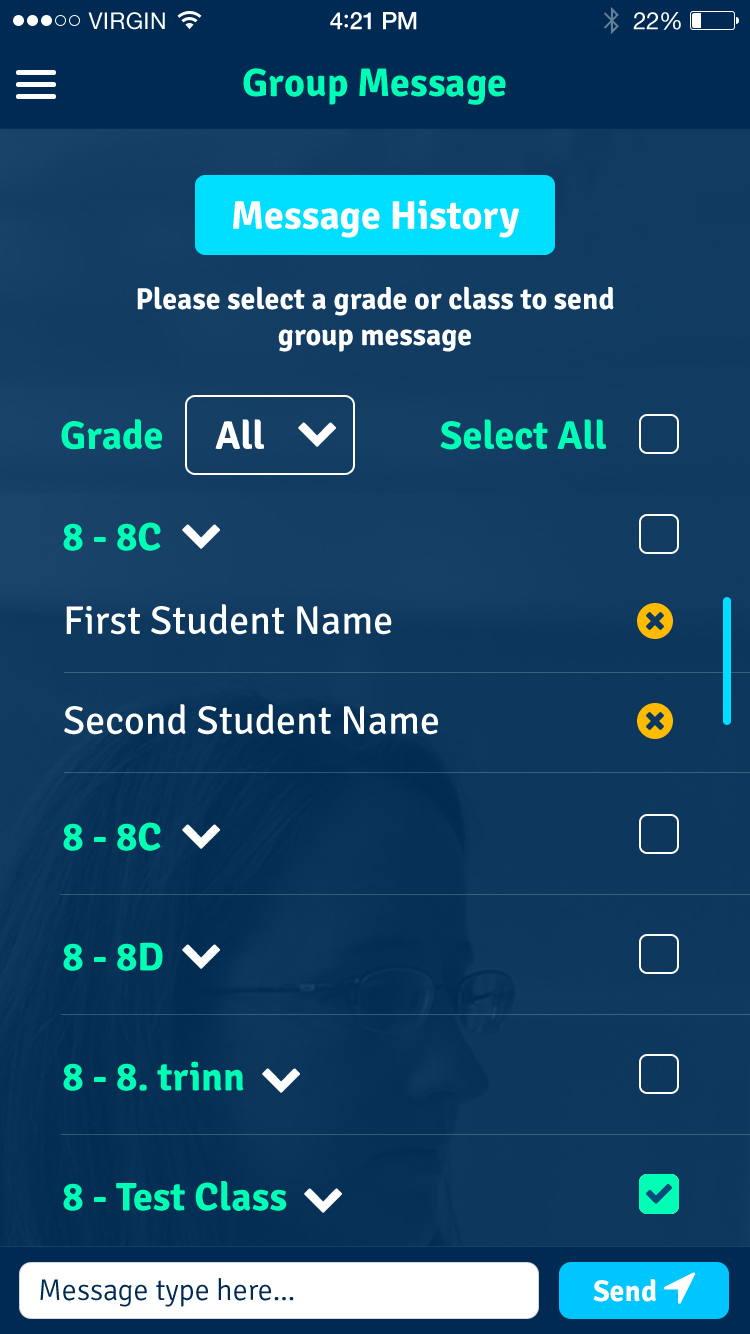 VIRGIN 4:21 PM 22%
Group Message
Message History
Please select a grade or class to send
group message
Grade All Select All
8 - 8C
First Student Name
Second Student Name
8 - 8C
8 - 8D
8 - 8. trinn
8 - Test Class
Message type here... Send